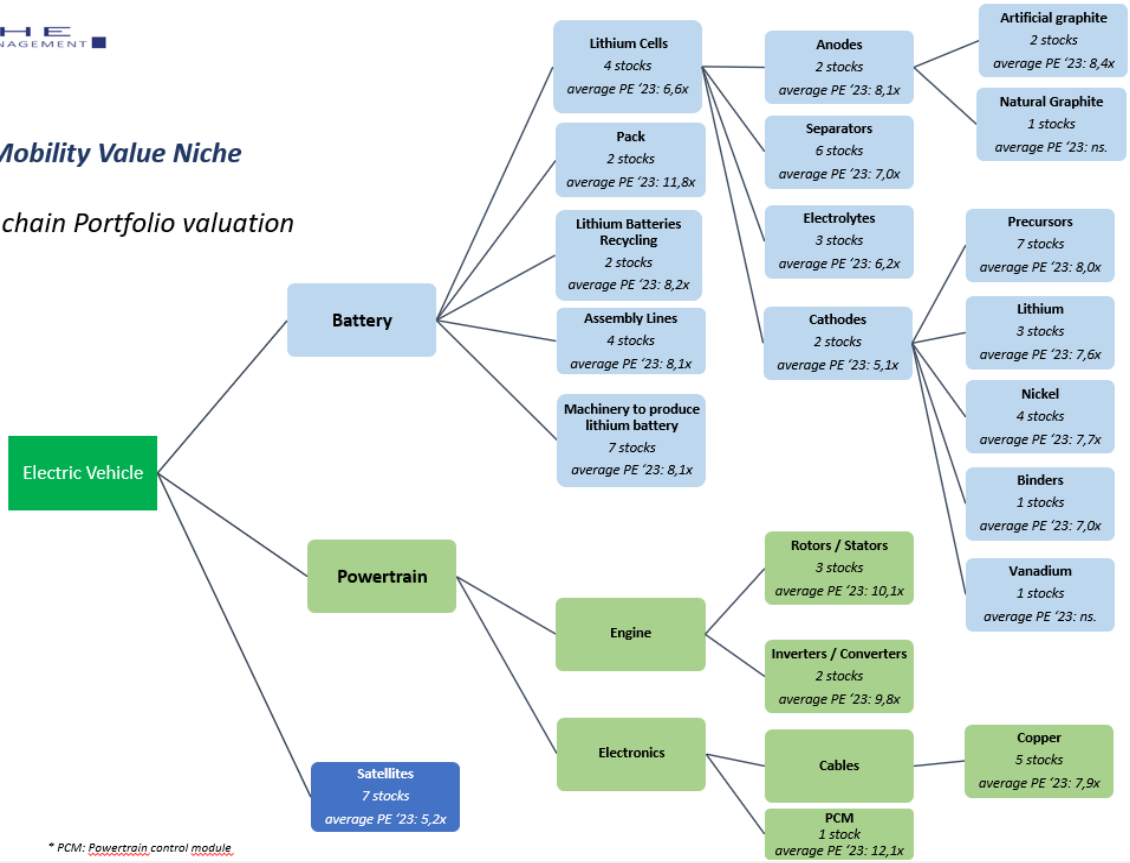 Mobility Value Niche
chain Portfolio valuation
Electric Vehicle
Battery
Lithium Cells
4 stocks
average PE ‘23: 6,6x
Pack
2 stocks
average PE ‘23: 11,8x
Lithium Batteries
Recycling
2 stocks
average PE ‘23: 8,2x
Assembly Lines
4 stocks
average PE ‘23: 8,1x
Machinery to produce
lithium battery
7 stocks
average PE ‘23: 8,1x
Anodes
2 stocks
average PE ‘23: 8,1x
Separators
6 stocks
average PE ‘23: 7,0x
Electrolytes
3 stocks
average PE ‘23: 6,2x
Cathodes
2 stocks
average PE ‘23: 5,1x
Artificial graphite
2 stocks
average PE ‘23: 8,4x
Natural Graphite
1 stocks
average PE ‘23: ns.
Precursors
7 stocks
average PE ‘23: 8,0x
Lithium
3 stocks
average PE ‘23: 7,6x
Nickel
4 stocks
average PE ‘23: 7,7x
Binders
1 stocks
average PE ‘23: 7,0x
Vanadium
1 stocks
average PE ‘23: ns.
Powertrain
Engine
Rotors / Stators
3 stocks
average PE ‘23: 10,1x
Inverters / Converters
2 stocks
average PE ‘23: 9,8x
Electronics
Cables
Copper
5 stocks
average PE ‘23: 7,9x
PCM
1 stock
average PE ‘23: 12,1x
Satellites
7 stocks
average PE ‘23: 5,2x
* PCM: Powertrain control module